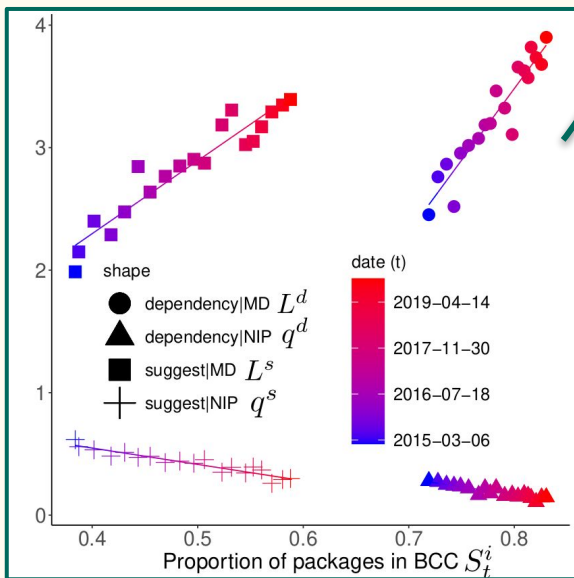 4
3
2
1
0
shape
dependency|MD L^d
dependency|NIP q^d
suggest|MD L^s
suggest|NIP q^s
date (t)
2019-04-14
2017-11-30
2016-07-18
2015-03-06
0.4 0.5 0.6 0.7 0.8
Proportion of packages in BCC S_t^i